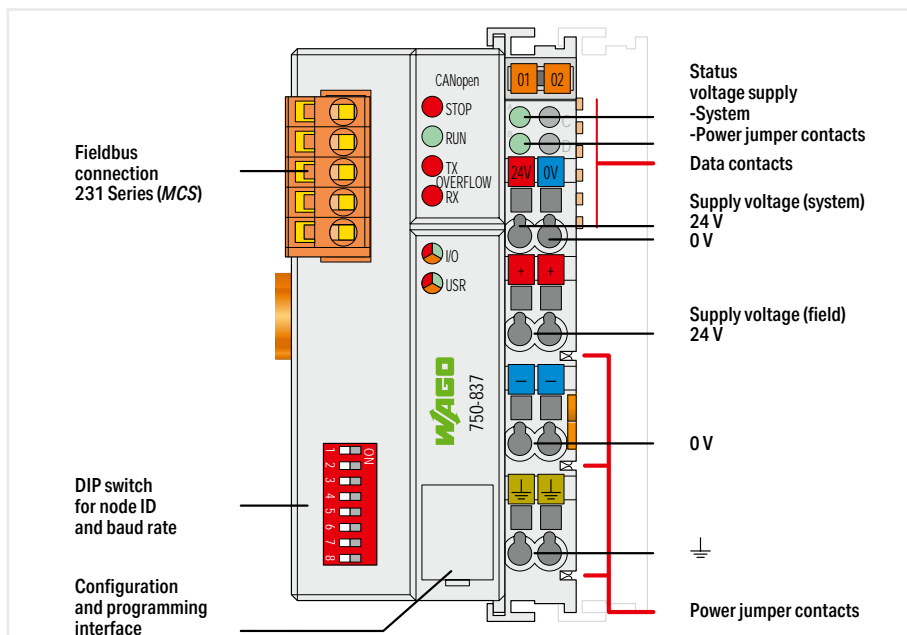 Fieldbus
connection
231 Series (MCS)
DIP switch
for node ID
and baud rate
Configuration
and programming
interface
CANopen
STOP
RUN
TX
OVERFLOW
RX
I/O
USR
WAGO
750-837
ON
1
2
3
4
5
6
7
8
01 02
C
D
24V 0V
+ +
— —
Status
voltage supply
-System
-Power jumper contacts
Data contacts
Supply voltage (system)
24 V
0 V
Supply voltage (field)
24 V
0 V
Power jumper contacts